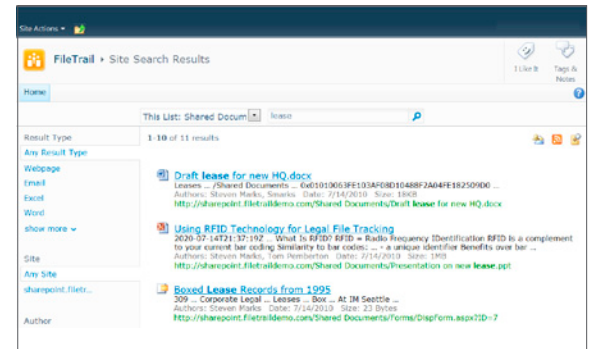 Site Actions
FileTrail › Site Search Results
I Like It
Tags & Notes
Home
This List: Shared Docum
lease
Result Type
Any Result Type
Webpage
Email
Excel
Word
show more
Site
Any Site
sharepoint.filetr...
Author
1-10 of 11 results
Draft lease for new HQ.docx
Leases ... /Shared Documents ... 0x01010063FE103AF08D10488F2A04FE182509D0 ...
Authors: Steven Marks, Smarks Date: 7/14/2010 Size: 18KB
http://sharepoint.filetraildemo.com/Shared Documents/Draft lease for new HQ.docx
Using RFID Technology for Legal File Tracking
2020-07-14T21:37:19Z ... What Is RFID? RFID = Radio Frequency IDentification RFID Is a complement
to your current bar coding Similarity to bar codes: ... - a unique identifier Benefits over bar ...
Authors: Steven Marks, Tom Pemberton Date: 7/14/2010 Size: 1MB
http://sharepoint.filetraildemo.com/Shared Documents/Presentation on new lease.ppt
Boxed Lease Records from 1995
309 ... Corporate Legal ... Leases ... Box ... At IM Seattle ...
Authors: Steven Marks Date: 7/14/2010 Size: 23 Bytes
http://sharepoint.filetraildemo.com/Shared Documents/Forms/DispForm.aspx?ID=7